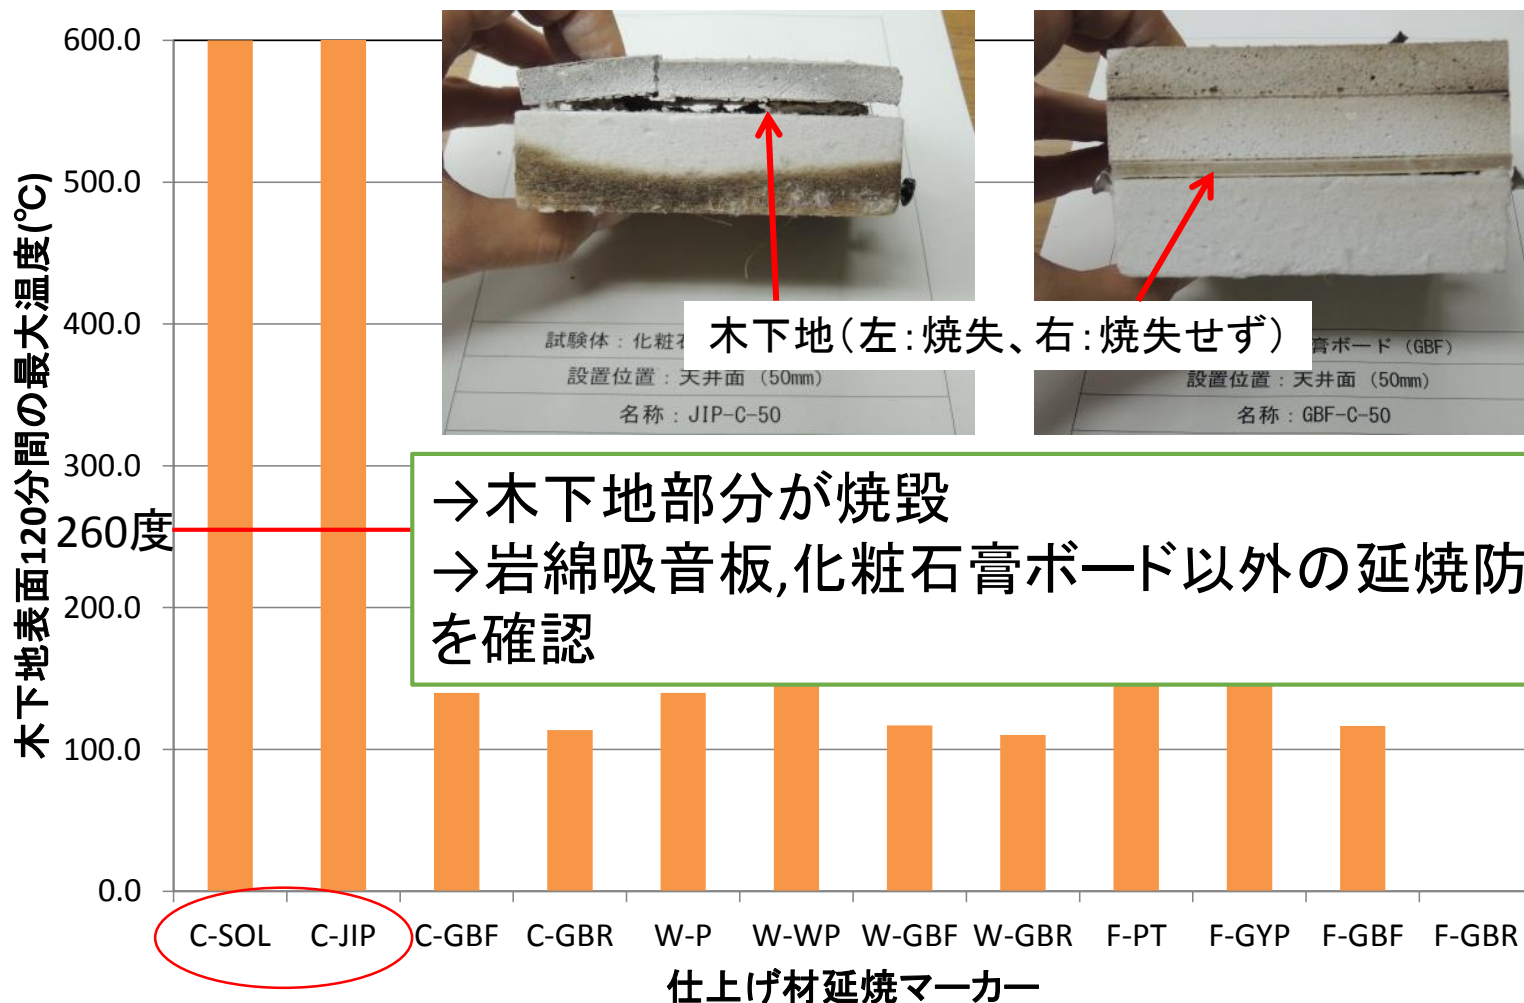 木下地表面120分間の最大温度(℃)
600.0
500.0
400.0
300.0
260度
200.0
100.0
0.0
試験体：化粧石
設置位置：天井面（50mm）
名称：JIP-C-50
膏ボード（GBF）
設置位置：天井面（50mm）
名称：GBF-C-50
木下地（左：焼失、右：焼失せず）
→木下地部分が焼毀
→岩綿吸音板,化粧石膏ボード以外の延焼防
を確認
C-SOL C-JIP C-GBF C-GBR W-P W-WP W-GBF W-GBR F-PT F-GYP F-GBF F-GBR
仕上げ材延焼マーカー